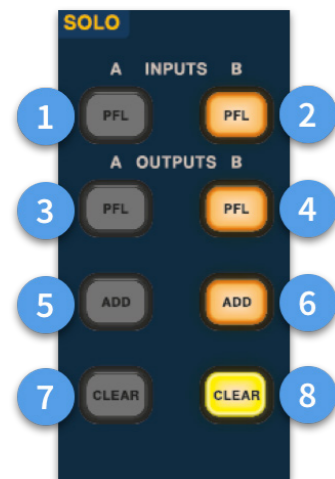 SOLO
A INPUTS B
1 PFL PFL 2
A OUTPUTS B
3 PFL PFL 4
5 ADD ADD 6
7 CLEAR CLEAR 8